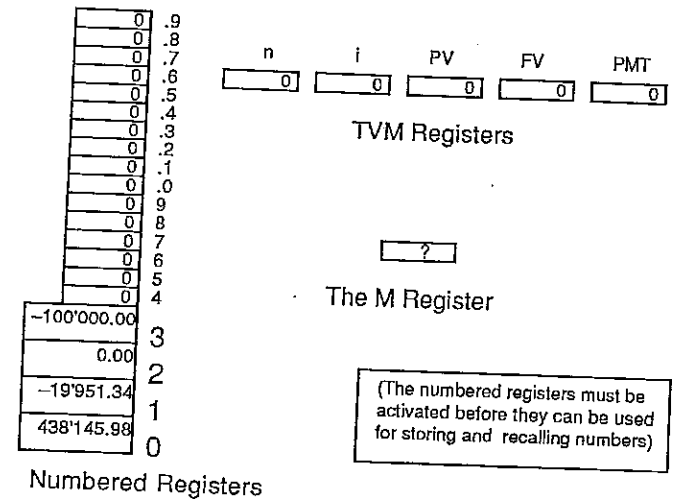 0 .9
0 .8
0 .7
0 .6
0 .5
0 .4
0 .3
0 .2
0 .1
0 .0
0 9
0 8
0 7
0 6
0 5
0 4
–100'000.00 3
0.00 2
–19'951.34 1
438'145.98 0
Numbered Registers
n i PV FV PMT
0 0 0 0 0
TVM Registers
?
The M Register
(The numbered registers must be
activated before they can be used
for storing and recalling numbers)